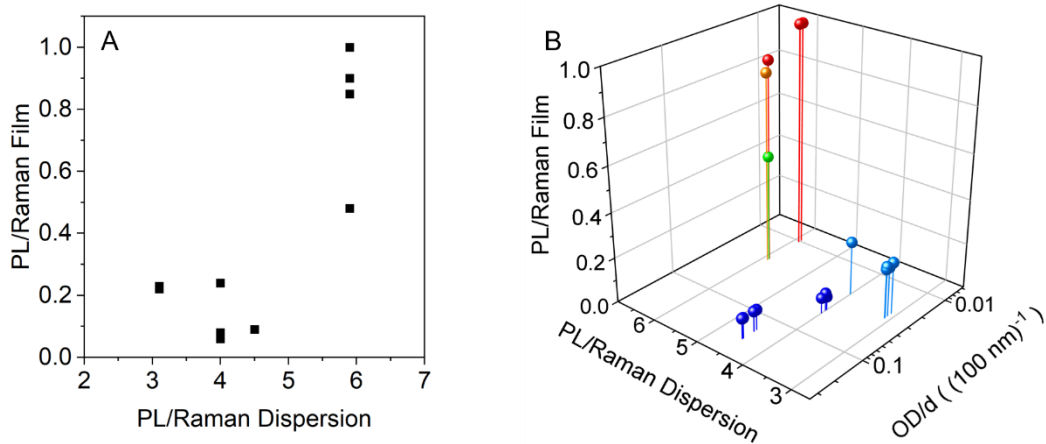 A
PL/Raman Film
1.0
0.8
0.6
0.4
0.2
0.0
2 3 4 5 6 7
PL/Raman Dispersion
B
PL/Raman Film
1.0
0.8
0.6
0.4
0.2
0.0
6 5 4 3
PL/Raman Dispersion
0.01
0.1
OD/d ( (100 nm)⁻¹ )